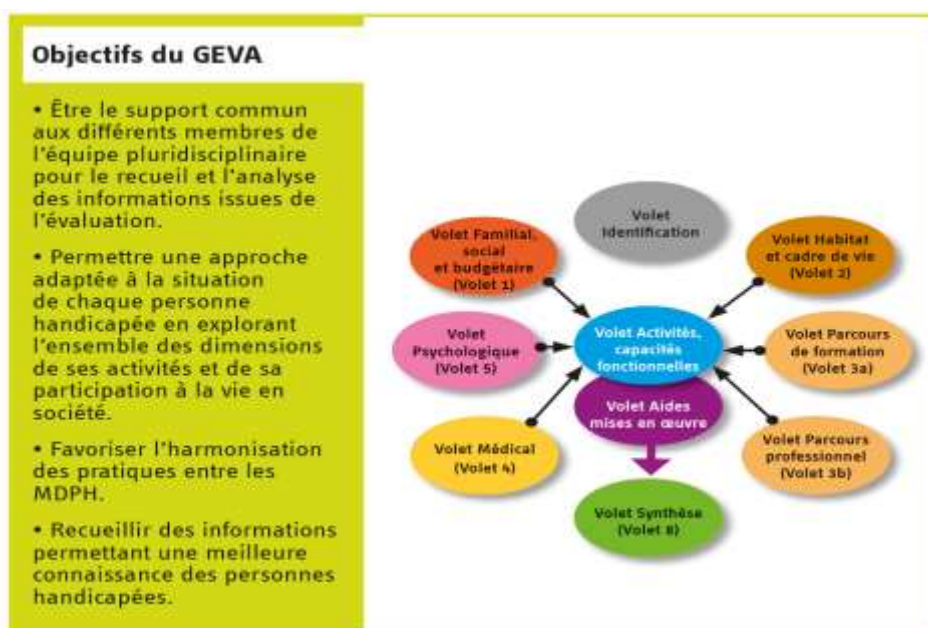 Objectifs du GEVA
• Être le support commun
aux différents membres de
l'équipe pluridisciplinaire
pour le recueil et l'analyse
des informations issues de
l'évaluation.
• Permettre une approche
adaptée à la situation
de chaque personne
handicapée en explorant
l'ensemble des dimensions
de ses activités et de sa
participation à la vie en
société.
• Favoriser l'harmonisation
des pratiques entre les
MDPH.
• Recueillir des informations
permettant une meilleure
connaissance des personnes
handicapées.
Volet
Identification
Volet Familial,
social
et budgétaire
(Volet 1)
Volet Habitat
et cadre de vie
(Volet 2)
Volet
Psychologique
(Volet 5)
Volet Activités,
capacités
fonctionnelles
Volet Parcours
de formation
(Volet 3a)
Volet Aides
mises en œuvre
Volet Médical
(Volet 4)
Volet Parcours
professionnel
(Volet 3b)
Volet Synthèse
(Volet 8)